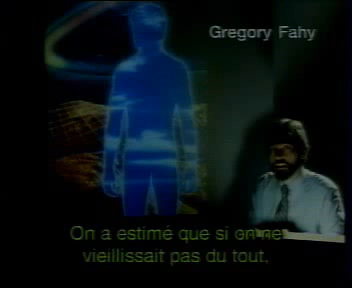 Gregory Fahy
On a estimé que si on ne
vieillissait pas du tout,